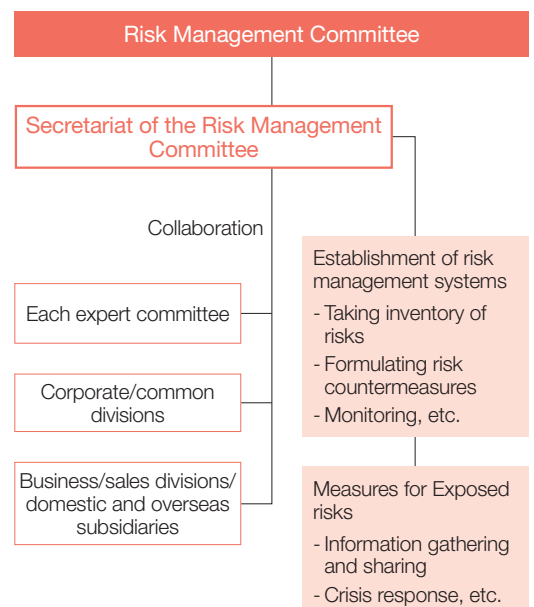 Risk Management Committee
Secretariat of the Risk Management
Committee
Collaboration
Each expert committee
Corporate/common
divisions
Business/sales divisions/
domestic and overseas
subsidiaries
Establishment of risk
management systems
- Taking inventory of
risks
- Formulating risk
countermeasures
- Monitoring, etc.
Measures for Exposed
risks
- Information gathering
and sharing
- Crisis response, etc.